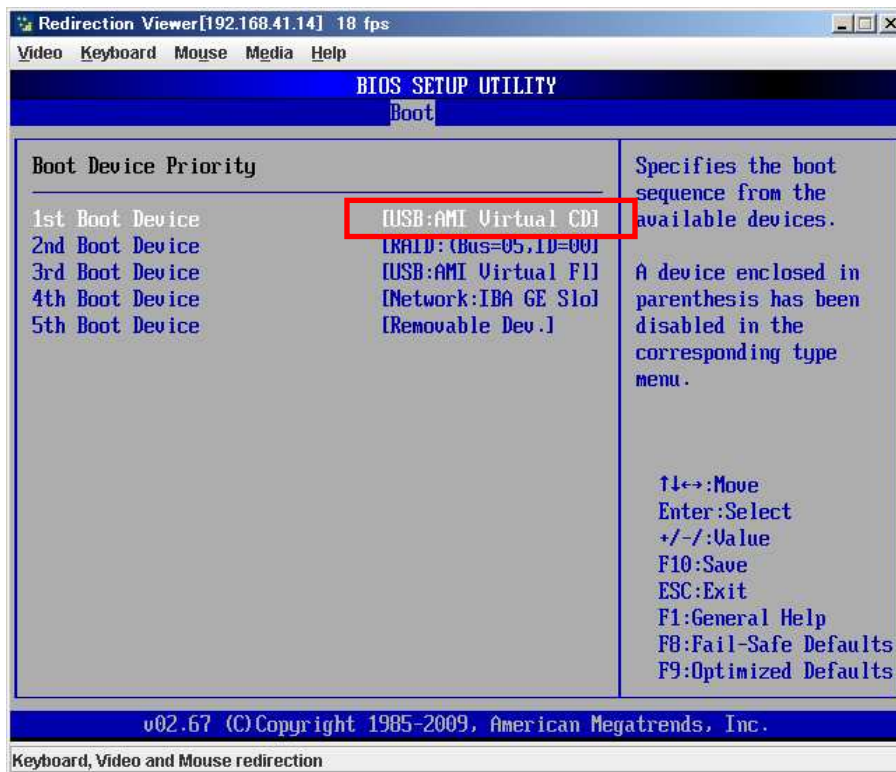 Redirection Viewer[192.168.41.14] 18 fps
Video Keyboard Mouse Media Help
BIOS SETUP UTILITY
Boot
Boot Device Priority
1st Boot Device [USB:AMI Virtual CD]
2nd Boot Device [RAID:(Bus=05,ID=00]
3rd Boot Device [USB:AMI Virtual Fl]
4th Boot Device [Network:IBA GE Slo]
5th Boot Device [Removable Dev.]
Specifies the boot
sequence from the
available devices.
A device enclosed in
parenthesis has been
disabled in the
corresponding type
menu.
↑↓←→:Move
Enter:Select
+/-/:Value
F10:Save
ESC:Exit
F1:General Help
F8:Fail-Safe Defaults
F9:Optimized Defaults
v02.67 (C)Copyright 1985-2009, American Megatrends, Inc.
Keyboard, Video and Mouse redirection